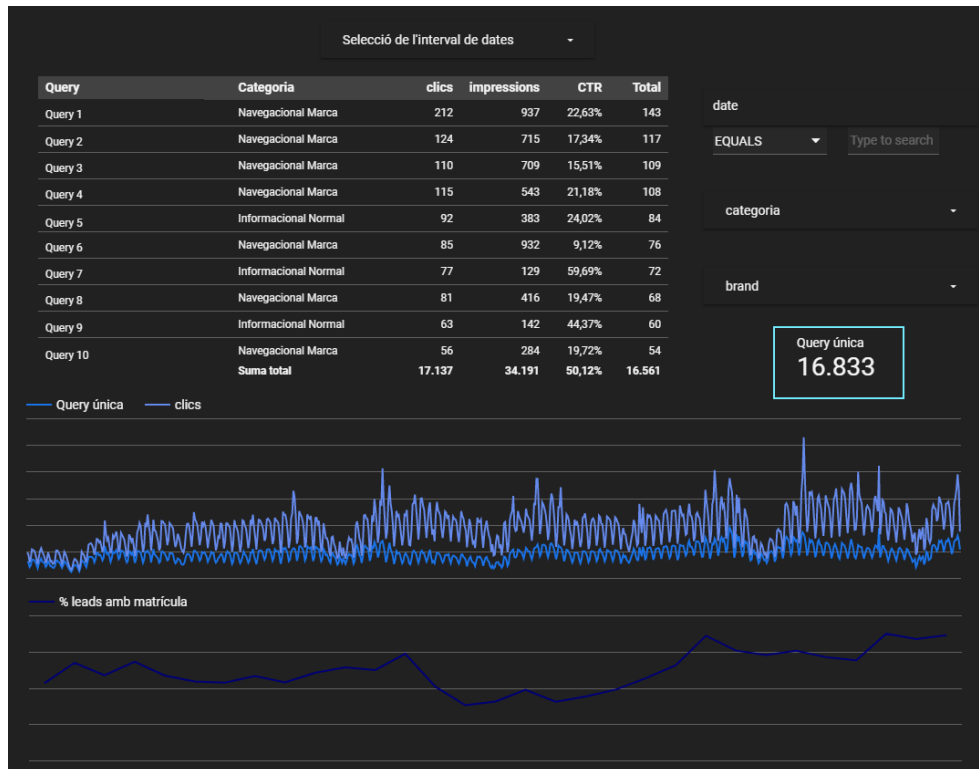 Selecció de l'interval de dates
Query Categoria clics impressions CTR Total
Query 1 Navegacional Marca 212 937 22,63% 143
Query 2 Navegacional Marca 124 715 17,34% 117
Query 3 Navegacional Marca 110 709 15,51% 109
Query 4 Navegacional Marca 115 543 21,18% 108
Query 5 Informacional Normal 92 383 24,02% 84
Query 6 Navegacional Marca 85 932 9,12% 76
Query 7 Informacional Normal 77 129 59,69% 72
Query 8 Navegacional Marca 81 416 19,47% 68
Query 9 Informacional Normal 63 142 44,37% 60
Query 10 Navegacional Marca 56 284 19,72% 54
Suma total 17.137 34.191 50,12% 16.561
date
EQUALS Type to search
categoria
brand
Query única
16.833
Query única clics
% leads amb matrícula